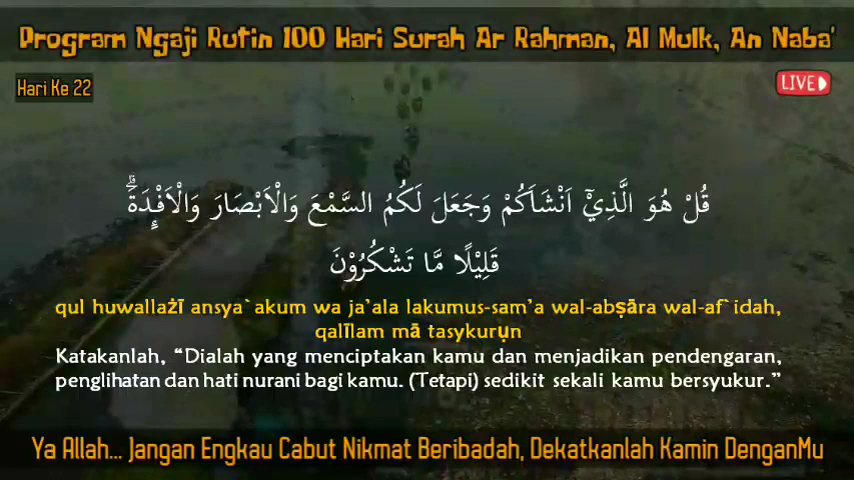 Program Ngaji Rutin 100 Hari Surah Ar Rahman, Al Mulk, An Naba'
Hari Ke 22
LIVE
قُلْ هُوَ الَّذِيْٓ اَنْشَاَكُمْ وَجَعَلَ لَكُمُ السَّمْعَ وَالْاَبْصَارَ وَالْاَفْـِٕدَةَۗ
قَلِيْلًا مَّا تَشْكُرُوْنَ
qul huwallażī ansya`akum wa ja’ala lakumus-sam’a wal-abṣāra wal-af`idah,
qalīlam mā tasykurụn
Katakanlah, “Dialah yang menciptakan kamu dan menjadikan pendengaran,
penglihatan dan hati nurani bagi kamu. (Tetapi) sedikit sekali kamu bersyukur.”
Ya Allah... Jangan Engkau Cabut Nikmat Beribadah, Dekatkanlah Kamin DenganMu